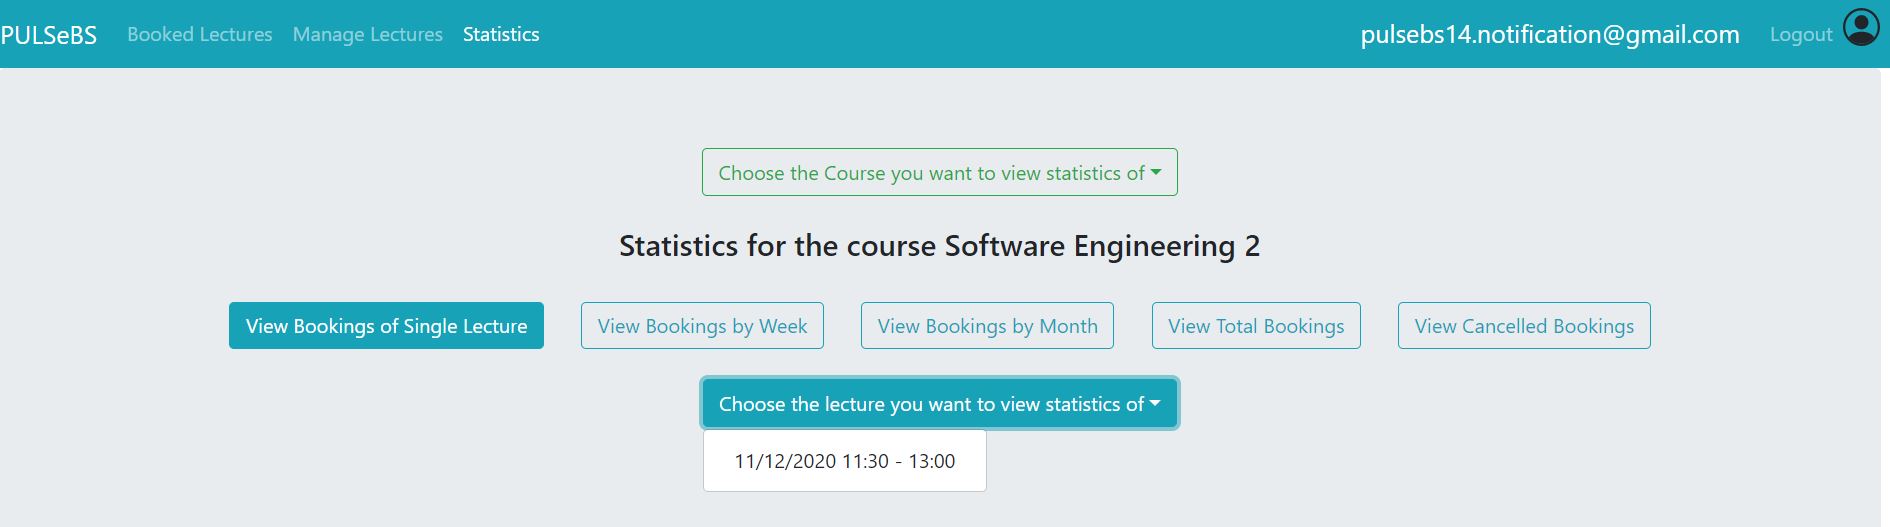 PULSeBS Booked Lectures Manage Lectures Statistics pulsebs14.notification@gmail.com Logout
Choose the Course you want to view statistics of
Statistics for the course Software Engineering 2
View Bookings of Single Lecture View Bookings by Week View Bookings by Month View Total Bookings View Cancelled Bookings
Choose the lecture you want to view statistics of
11/12/2020 11:30 - 13:00